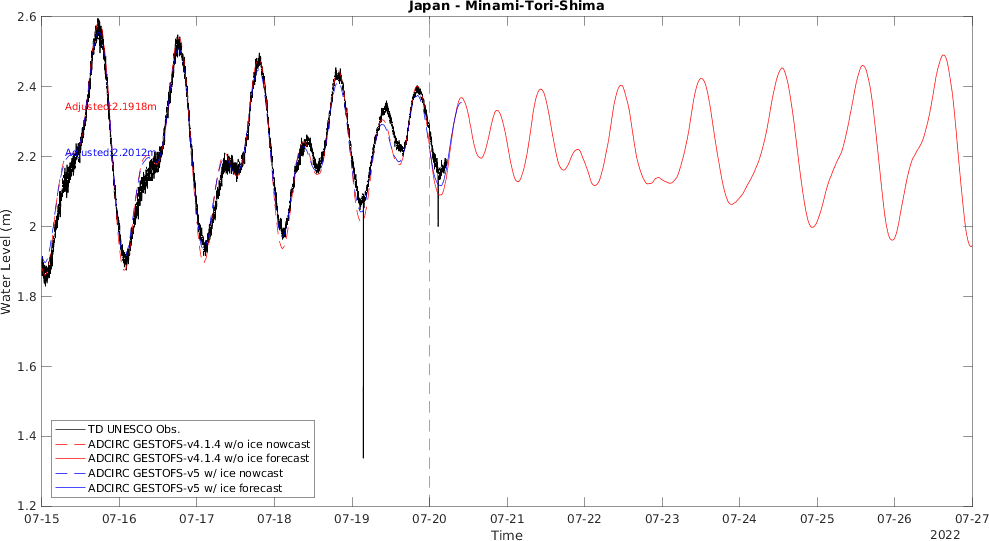 Japan - Minami-Tori-Shima
Water Level (m)
2.6
2.4
2.2
2
1.8
1.6
1.4
1.2
Adjusted:2.1918m
Adjusted:2.2012m
TD UNESCO Obs.
ADCIRC GESTOFS-v4.1.4 w/o ice nowcast
ADCIRC GESTOFS-v4.1.4 w/o ice forecast
ADCIRC GESTOFS-v5 w/ ice nowcast
ADCIRC GESTOFS-v5 w/ ice forecast
07-15 07-16 07-17 07-18 07-19 07-20 07-21 07-22 07-23 07-24 07-25 07-26 07-27
Time
2022